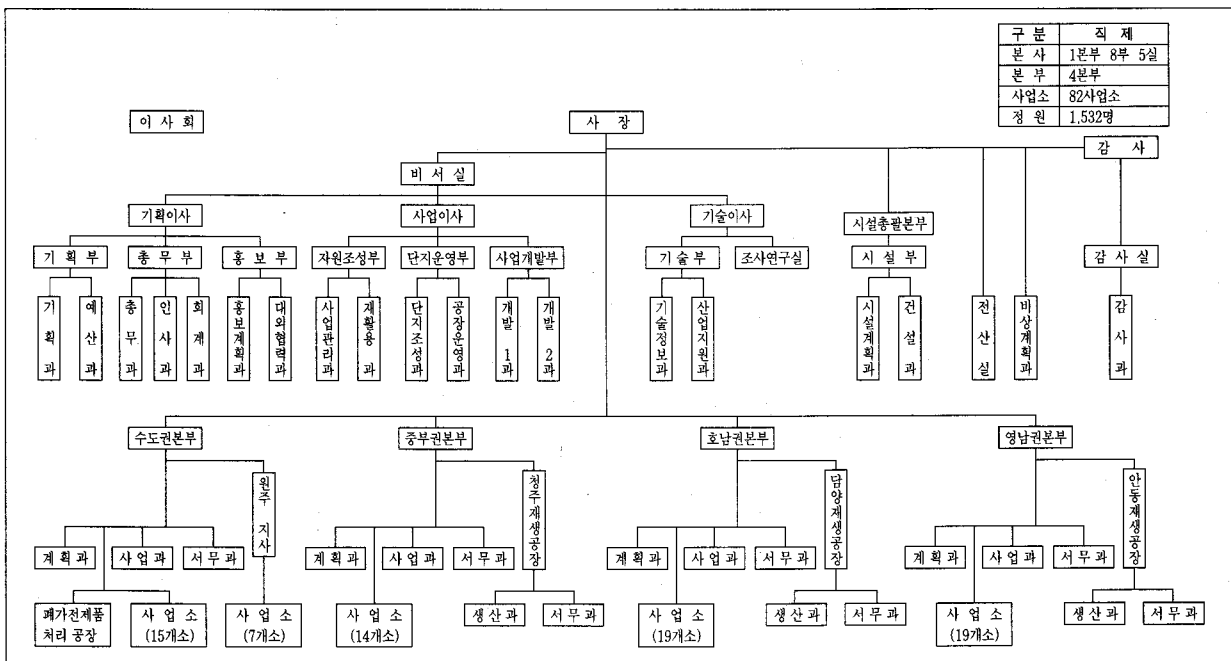 구 분 직 제
본 사 1본부 8부 5실
본 부 4본부
사업소 82사업소
정 원 1,532명
이 사 회
사 장
감 사
비 서 실
기획이사
사업이사
기술이사
시설총괄본부
기 획 부
총 무 부
홍 보 부
자원조성부
단지운영부
사업개발부
기 술 부
조사연구실
시 설 부
감 사 실
기 획 과
예 산 과
총 무 과
인 사 과
회 계 과
홍보계획과
대외협력과
사업관리과
재활용 과
단지조성과
공장운영과
개발 1 과
개발 2 과
기술정보과
산업지원과
시설계획과
건 설 과
전 산 실
비상계획과
감 사 과
수도권본부
중부권본부
호남권본부
영남권본부
원주 지사
청주재생공장
담양재생공장
안동재생공장
계획과
사업과
서무과
계획과
사업과
서무과
계획과
사업과
서무과
계획과
사업과
서무과
폐가전제품
처리 공장
사 업 소
(15개소)
사 업 소
(7개소)
사 업 소
(14개소)
생산과
서무과
사 업 소
(19개소)
생산과
서무과
사 업 소
(19개소)
생산과
서무과